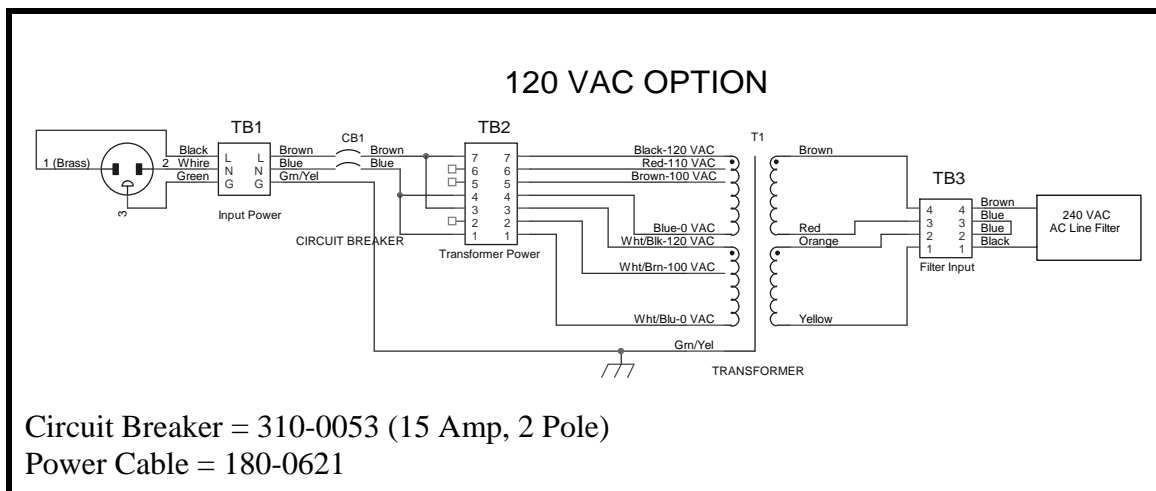 120 VAC OPTION
TB1
CB1
TB2
T1
TB3
1 (Brass)
2
3
Black
Whire
Green
L L
N N
G G
Input Power
Brown
Blue
Grn/Yel
Brown
Blue
CIRCUIT BREAKER
7 7
6 6
5 5
4 4
3 3
2 2
1 1
Transformer Power
Black-120 VAC
Red-110 VAC
Brown-100 VAC
Blue-0 VAC
Wht/Blk-120 VAC
Wht/Brn-100 VAC
Wht/Blu-0 VAC
Grn/Yel
TRANSFORMER
Brown
Red
Orange
Yellow
4 4
3 3
2 2
1 1
Filter Input
Brown
Blue
Blue
Black
240 VAC
AC Line Filter
Circuit Breaker = 310-0053 (15 Amp, 2 Pole)
Power Cable = 180-0621